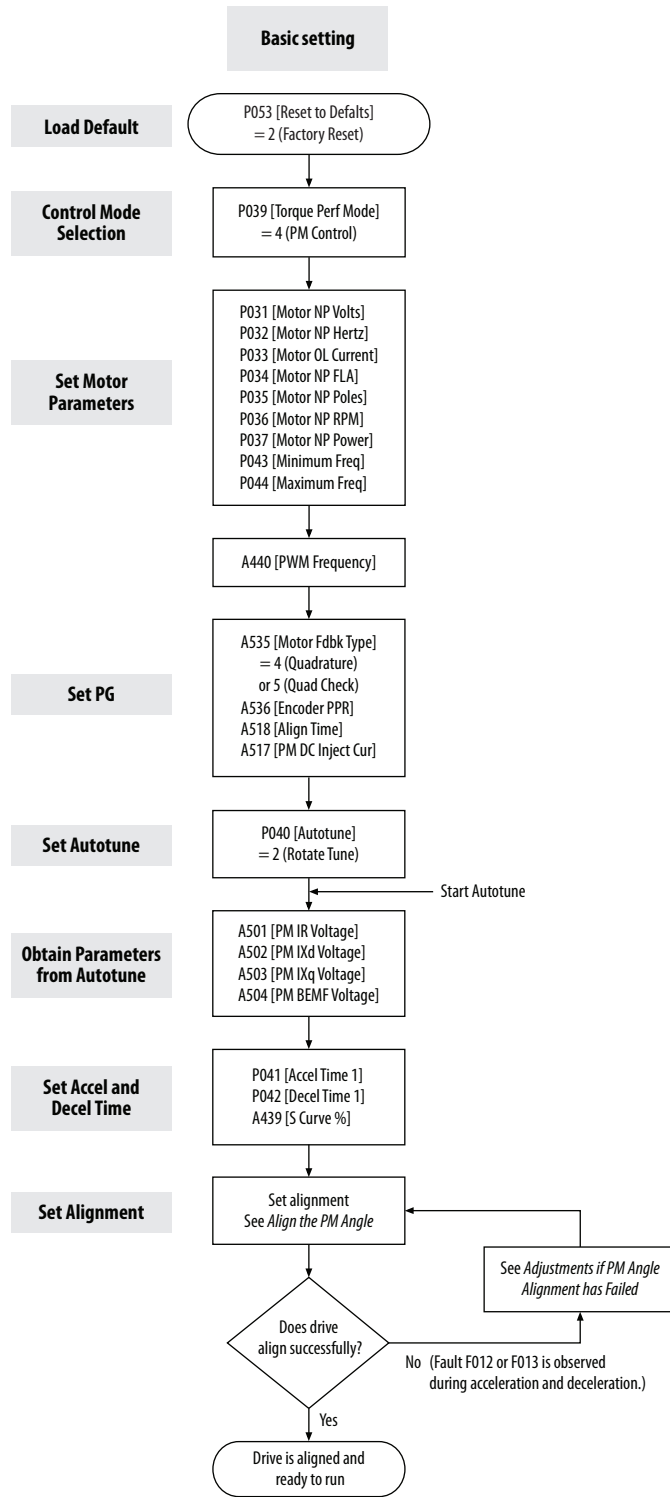 Basic setting
Load Default
P053 [Reset to Defalts]
= 2 (Factory Reset)
Control Mode
Selection
P039 [Torque Perf Mode]
= 4 (PM Control)
Set Motor
Parameters
P031 [Motor NP Volts]
P032 [Motor NP Hertz]
P033 [Motor OL Current]
P034 [Motor NP FLA]
P035 [Motor NP Poles]
P036 [Motor NP RPM]
P037 [Motor NP Power]
P043 [Minimum Freq]
P044 [Maximum Freq]
A440 [PWM Frequency]
Set PG
A535 [Motor Fdbk Type]
= 4 (Quadrature)
or 5 (Quad Check)
A536 [Encoder PPR]
A518 [Align Time]
A517 [PM DC Inject Cur]
Set Autotune
P040 [Autotune]
= 2 (Rotate Tune)
Start Autotune
Obtain Parameters
from Autotune
A501 [PM IR Voltage]
A502 [PM IXd Voltage]
A503 [PM IXq Voltage]
A504 [PM BEMF Voltage]
Set Accel and
Decel Time
P041 [Accel Time 1]
P042 [Decel Time 1]
A439 [S Curve %]
Set Alignment
Set alignment
See Align the PM Angle
See Adjustments if PM Angle
Alignment has Failed
Does drive
align successfully?
No (Fault F012 or F013 is observed
during acceleration and deceleration.)
Yes
Drive is aligned and
ready to run